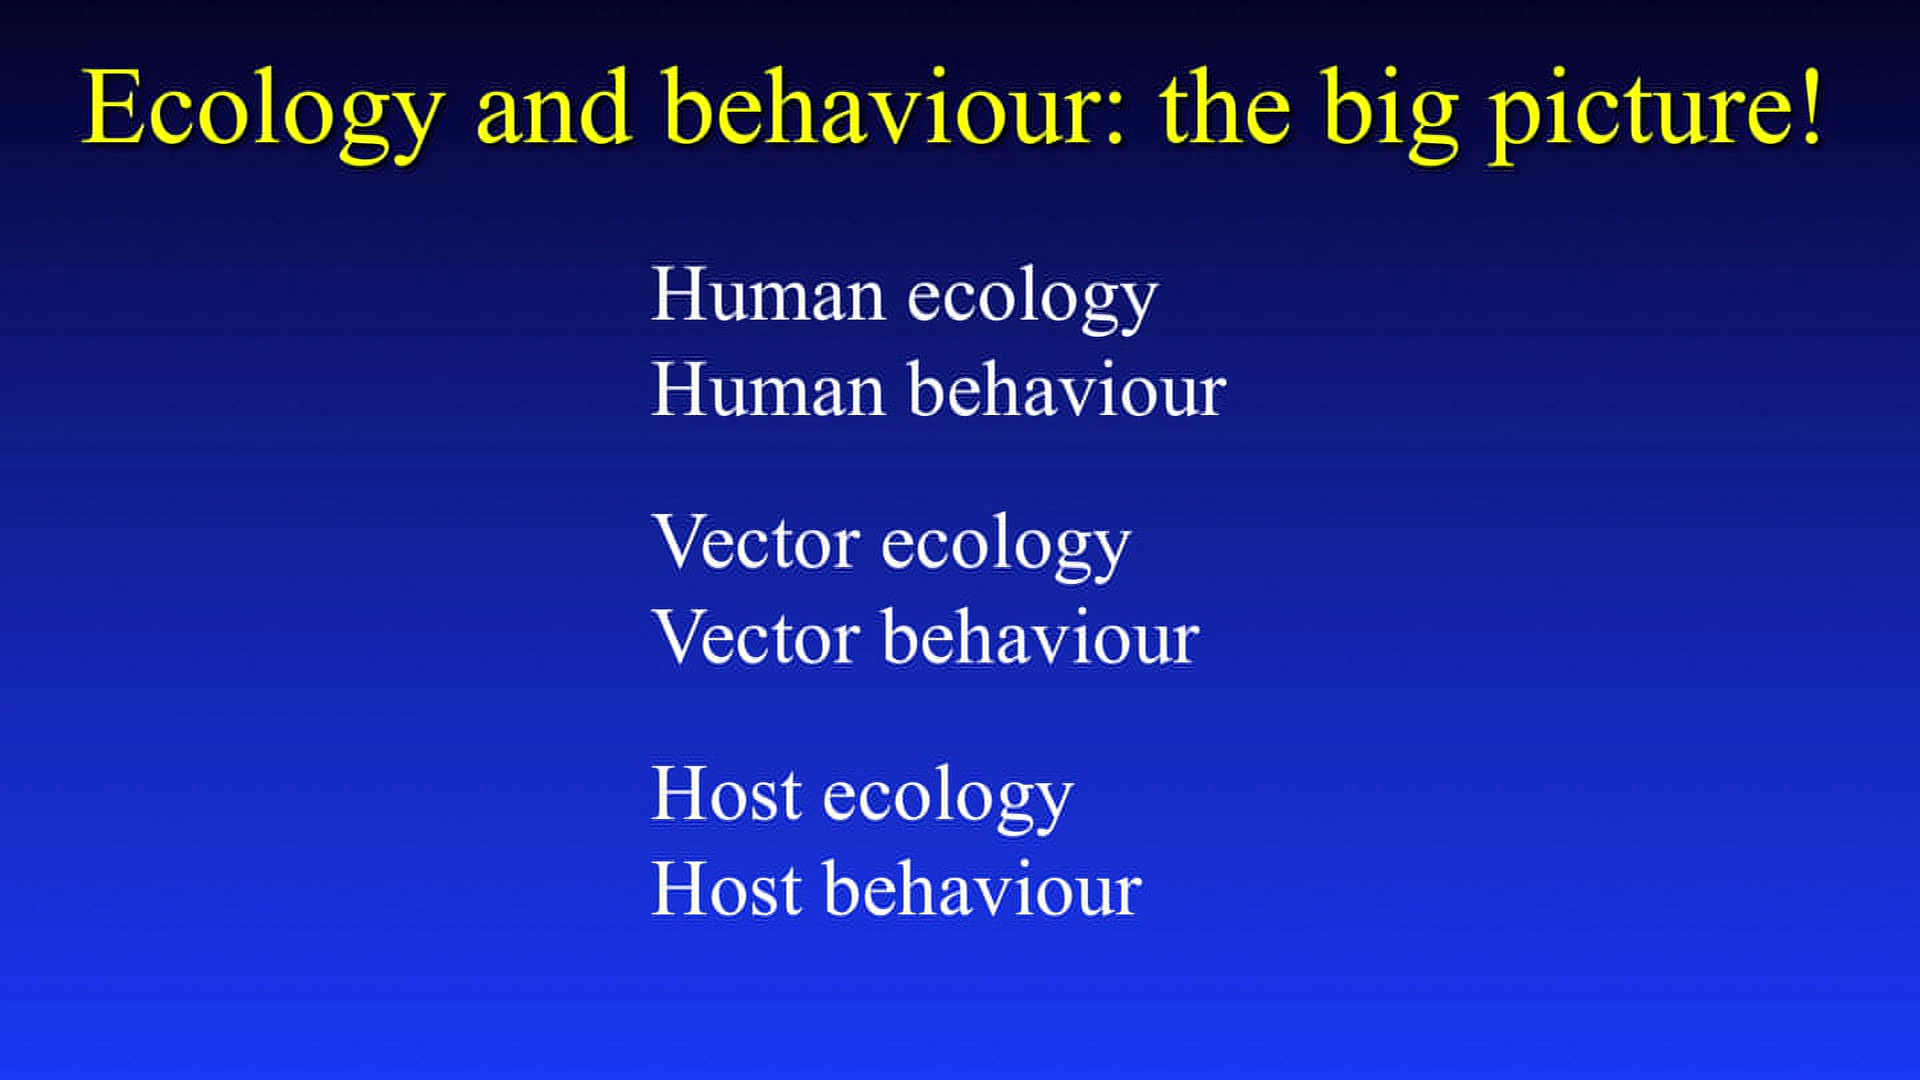 Ecology and behaviour: the big picture!
Human ecology
Human behaviour
Vector ecology
Vector behaviour
Host ecology
Host behaviour